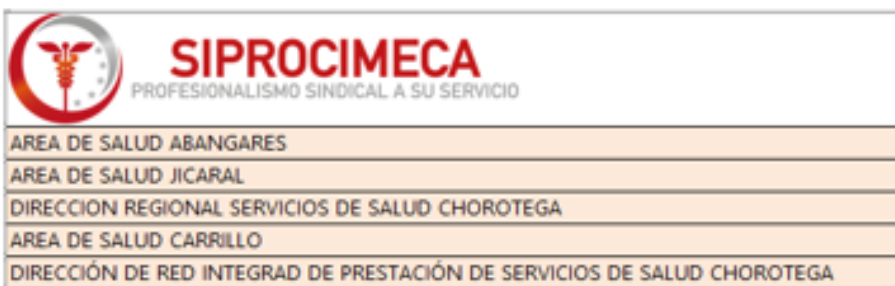 SIPROCIMECA
PROFESIONALISMO SINDICAL A SU SERVICIO
AREA DE SALUD ABANGARES
AREA DE SALUD JICARAL
DIRECCION REGIONAL SERVICIOS DE SALUD CHOROTEGA
AREA DE SALUD CARRILLO
DIRECCIÓN DE RED INTEGRAD DE PRESTACIÓN DE SERVICIOS DE SALUD CHOROTEGA